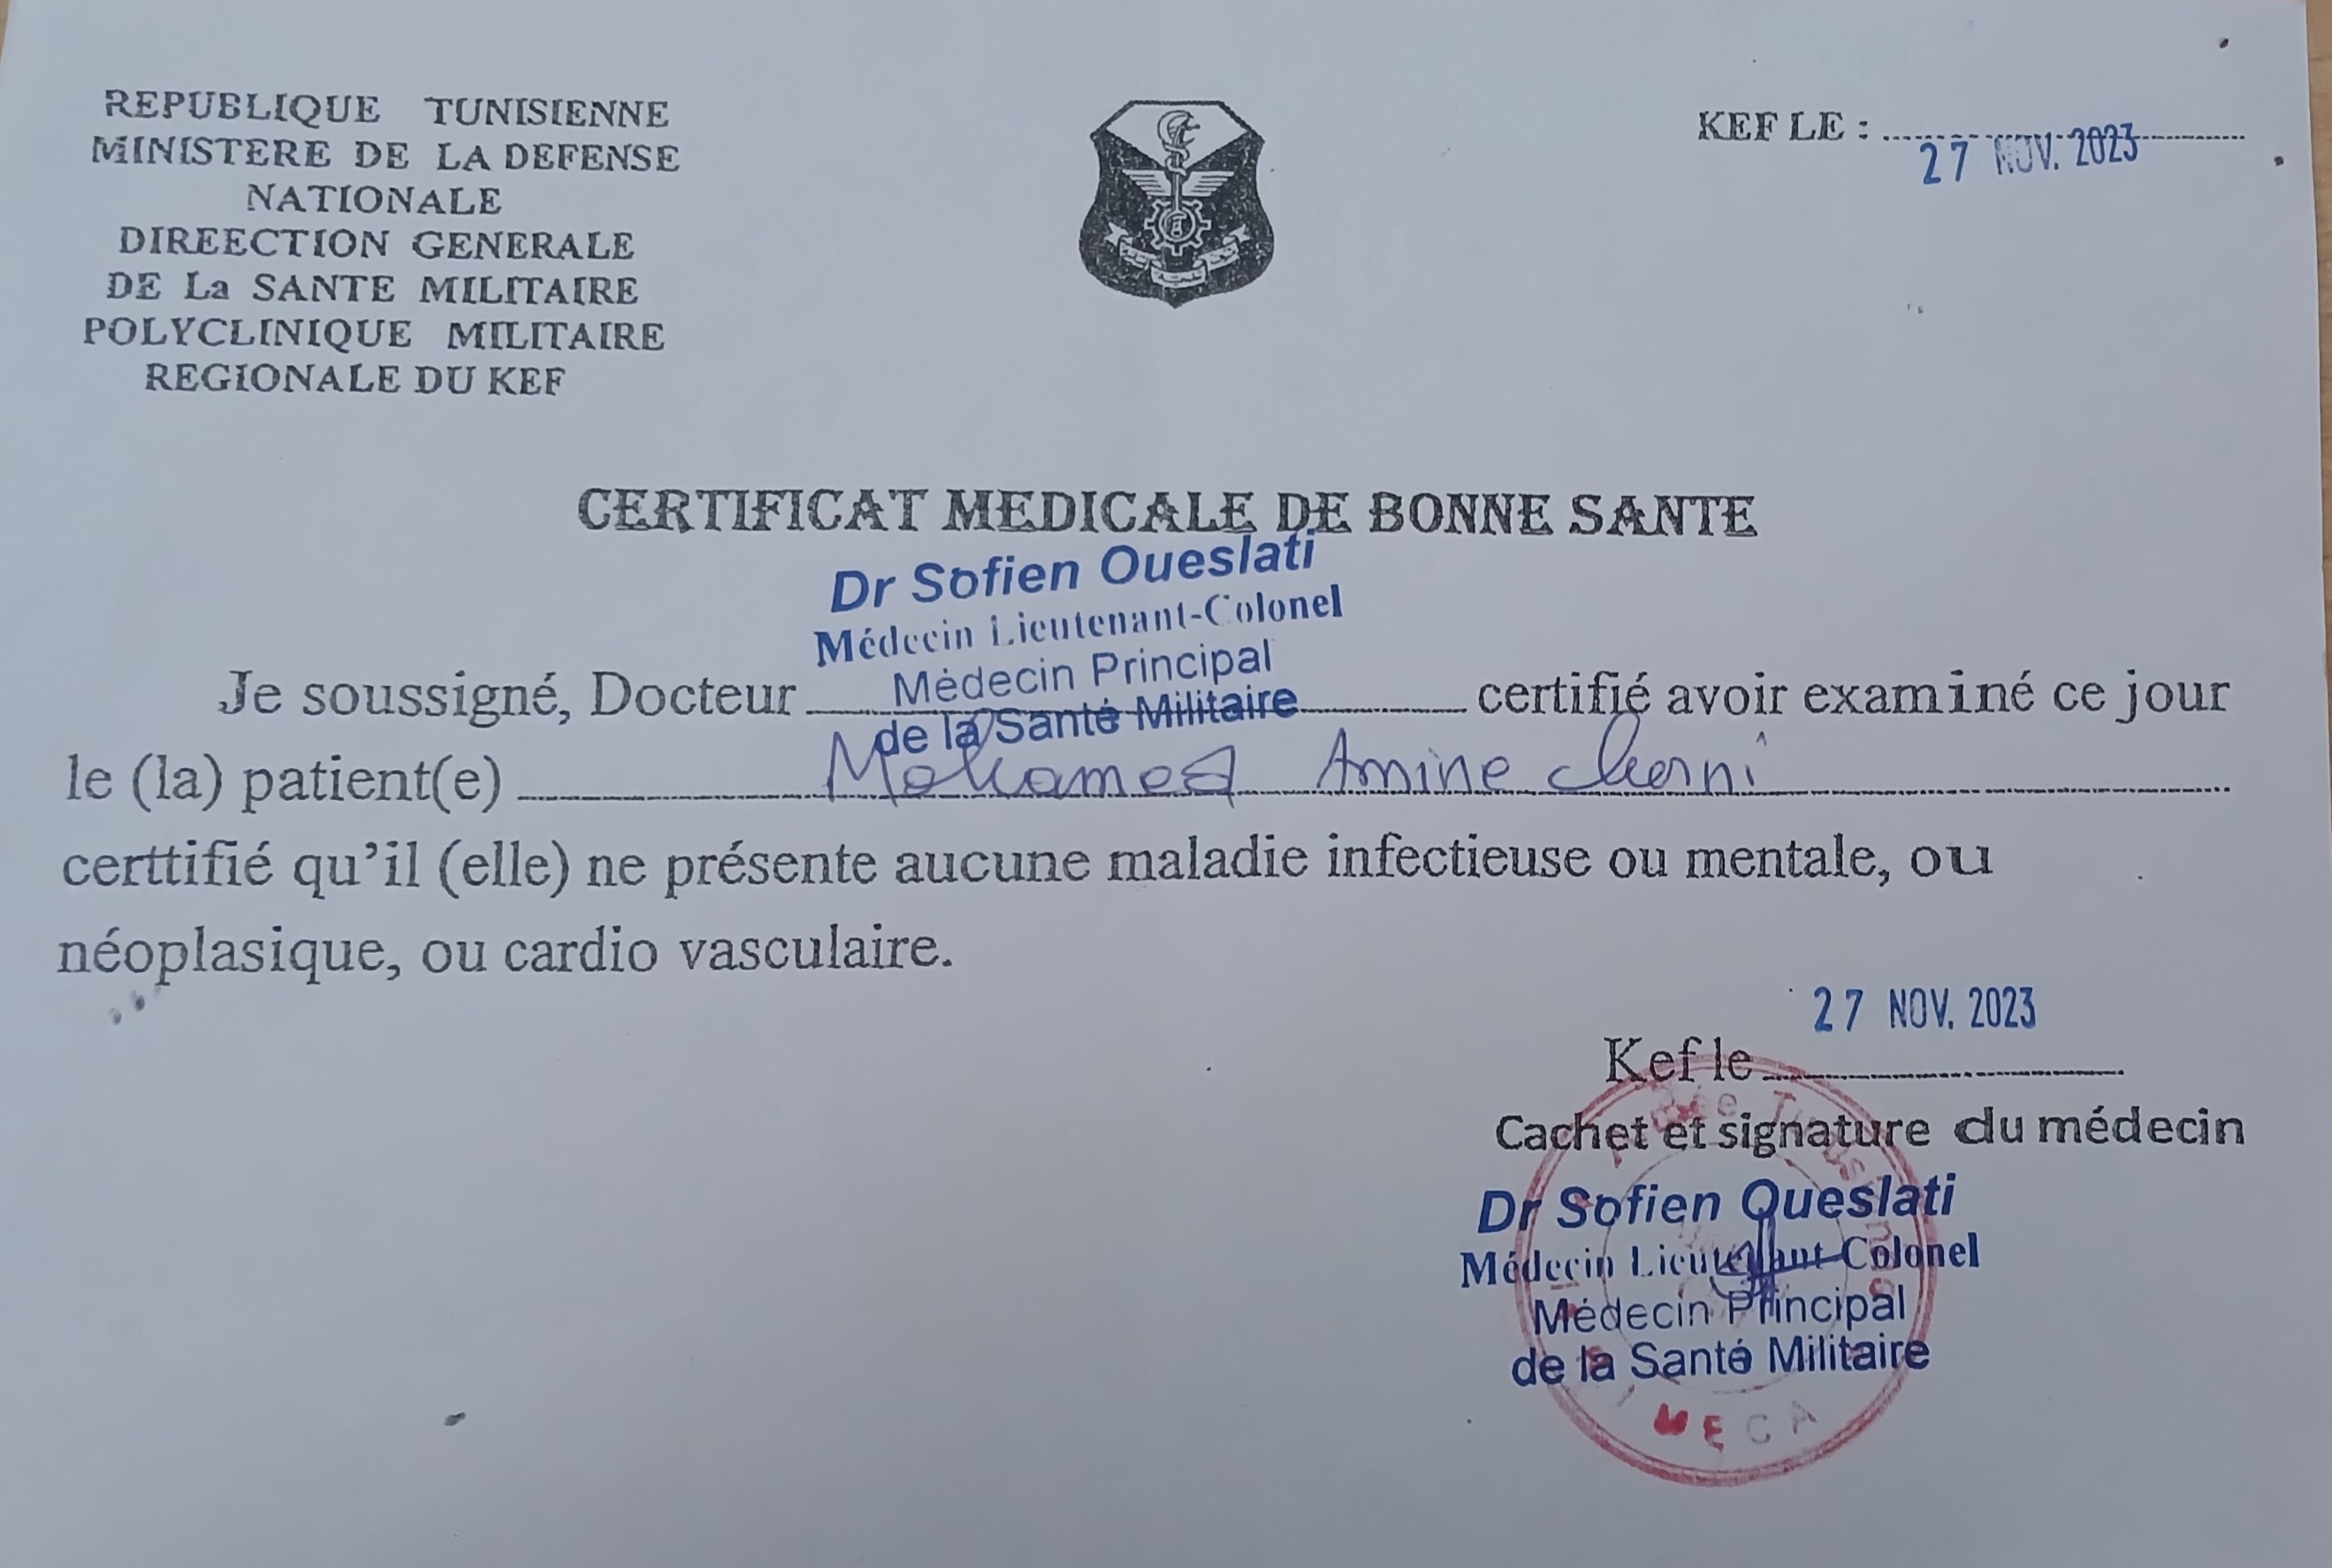 REPUBLIQUE TUNISIENNE
MINISTERE DE LA DEFENSE
NATIONALE
DIREECTION GENERALE
DE La SANTE MILITAIRE
POLYCLINIQUE MILITAIRE
REGIONALE DU KEF
KEF LE :
27 NOV. 2023
CERTIFICAT MEDICALE DE BONNE SANTE
Dr Sofien Oueslati
Médecin Lieutenant-Colonel
Médecin Principal
de la Santé Militaire
Je soussigné, Docteur certifié avoir examiné ce jour
le (la) patient(e) Mohamed Amine Cherni
certtifié qu'il (elle) ne présente aucune maladie infectieuse ou mentale, ou
néoplasique, ou cardio vasculaire.
27 NOV. 2023
Kef le
Cachet et signature du médecin
Dr Sofien Oueslati
Médecin Lieutenant-Colonel
Médecin Principal
de la Santé Militaire